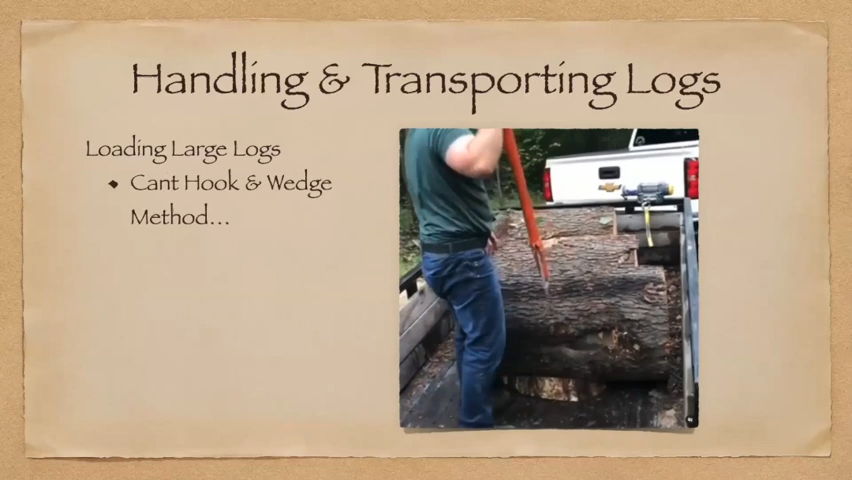 Handling & Transporting Logs
Loading Large Logs
Cant Hook & Wedge
Method…